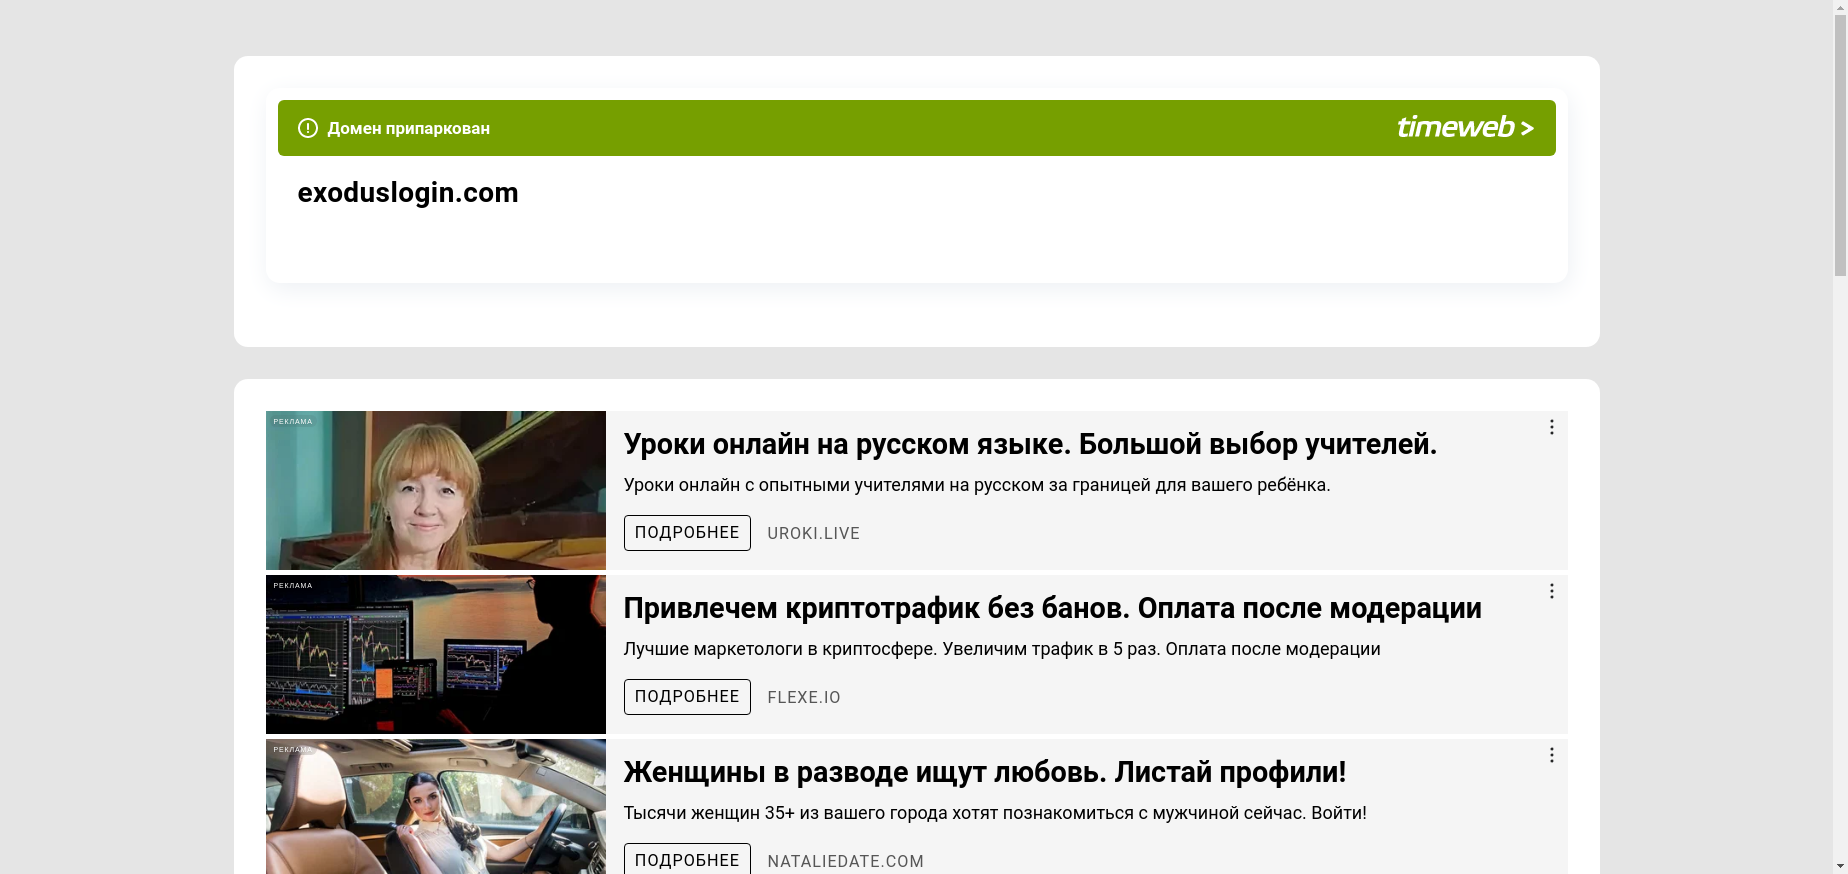 Домен припаркован
timeweb >
exoduslogin.com
РЕКЛАМА
Уроки онлайн на русском языке. Большой выбор учителей.
Уроки онлайн с опытными учителями на русском за границей для вашего ребёнка.
ПОДРОБНЕЕ UROKI.LIVE
РЕКЛАМА
Привлечем криптотрафик без банов. Оплата после модерации
Лучшие маркетологи в криптосфере. Увеличим трафик в 5 раз. Оплата после модерации
ПОДРОБНЕЕ FLEXE.IO
РЕКЛАМА
Женщины в разводе ищут любовь. Листай профили!
Тысячи женщин 35+ из вашего города хотят познакомиться с мужчиной сейчас. Войти!
ПОДРОБНЕЕ NATALIEDATE.COM